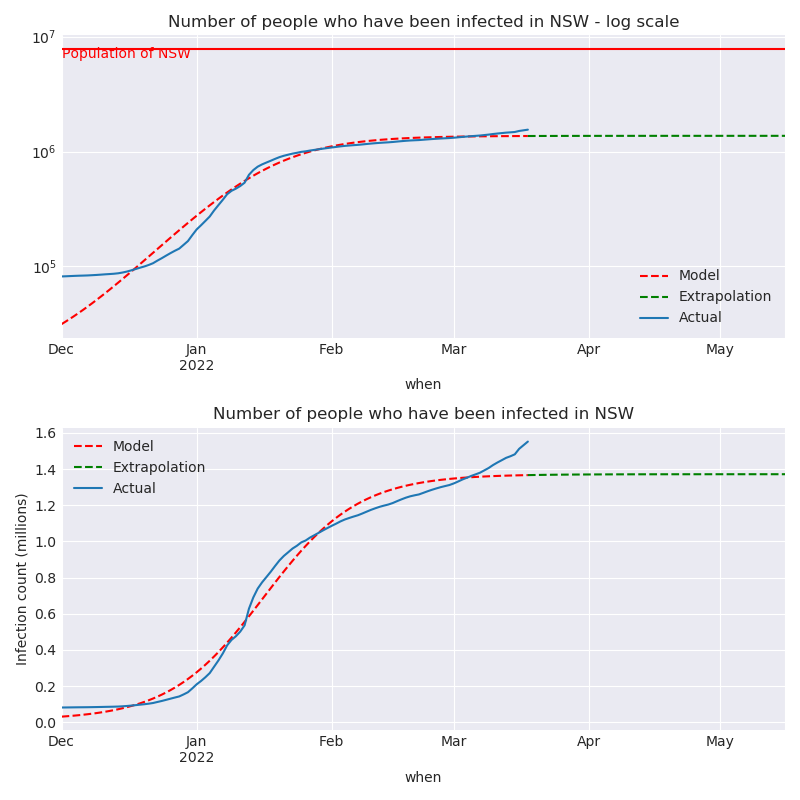 Number of people who have been infected in NSW - log scale
10^7
Population of NSW
10^6
10^5
Model
Extrapolation
Actual
Dec Jan Feb Mar Apr May
2022
when
Number of people who have been infected in NSW
Infection count (millions)
1.6
1.4
1.2
1.0
0.8
0.6
0.4
0.2
0.0
Model
Extrapolation
Actual
Dec Jan Feb Mar Apr May
2022
when